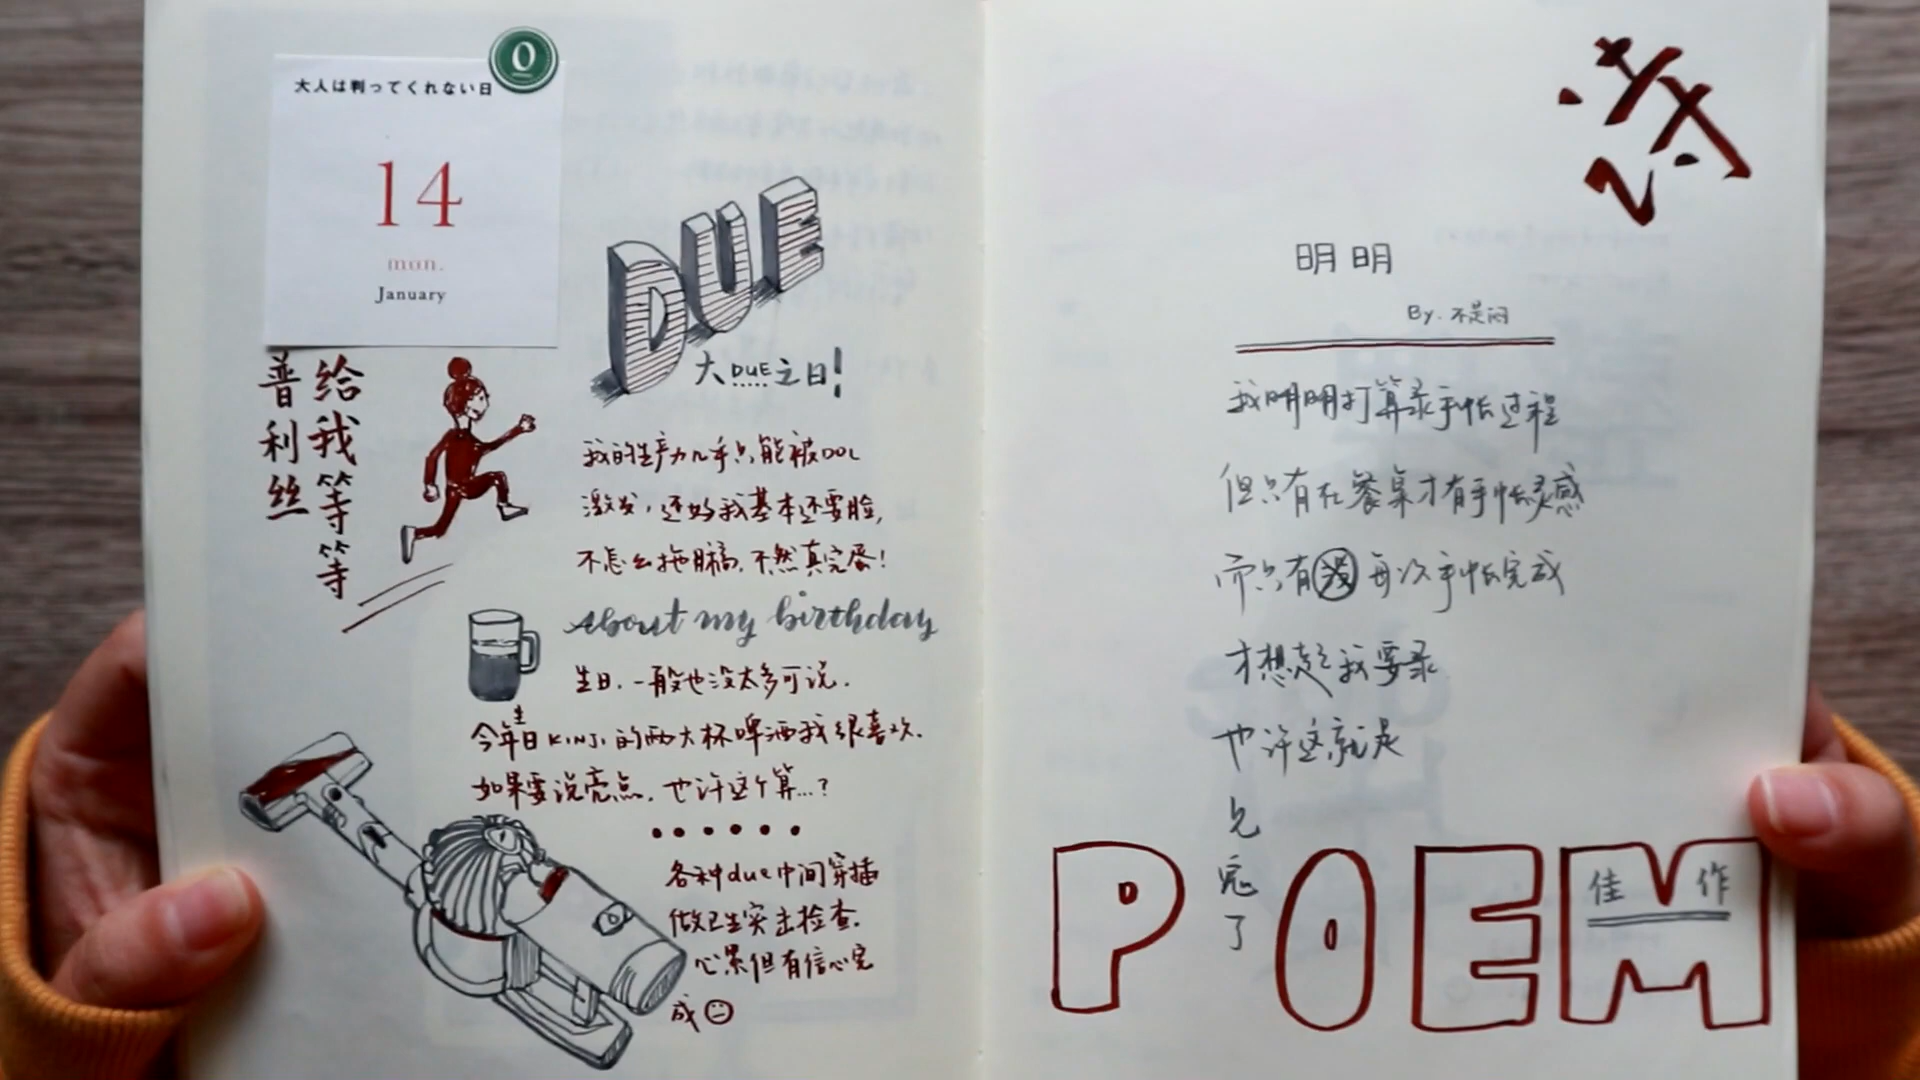 大人は判ってくれない日
0
14
mon.
January
DUE
大DUE之日!
给我等等
普利丝
我的生产力几乎只能被DDL
激发,还好我基本还要脸,
不怎么拖稿,不然真完蛋!
About my birthday
生日,一般也没太多可说.
今年生日KINJI的两大杯啤酒我很喜欢.
如果要说亮点,也许这个算...?
......
各种due中间穿插
做卫生突击检查.
心累但有信心完
成
诗
明明
By.不是闷
我明明打算录手帐过程
但只有在餐桌才有手帐灵感
而只有每次手帐完成
才想起我要录
也许这就是
完了
POEM
佳作